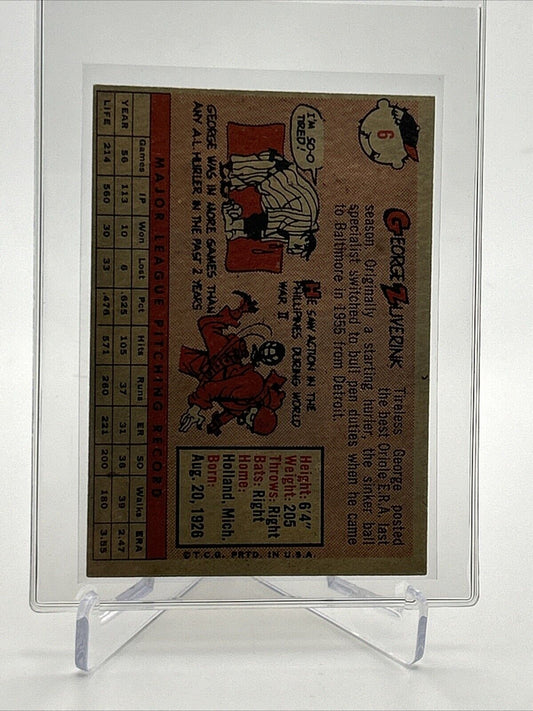 6
GEORGE ZUVERINK
Tireless George posted
the best Oriole E.R.A. last
season. Originally a starting hurler, the sinker ball
specialist switched to bull pen duties when he came
to Baltimore in 1955 from Detroit.
I'M SO-O
TIRED!
GEORGE WAS IN MORE GAMES THAN
ANY A.L. HURLER IN THE PAST 2 YEARS
HE SAW ACTION IN THE
PHILIPINES DURING WORLD
WAR II
Height: 6'4"
Weight: 205
Throws: Right
Bats: Right
Home:
Holland, Mich.
Born:
Aug. 20, 1926
© T.C.G. PRTD. IN U.S.A.
MAJOR LEAGUE PITCHING RECORD
Games IP Won Lost Pct Hits Runs ER SO Walks ERA
YEAR 56 113 10 6 .625 105 37 31 36 39 2.47
LIFE 214 560 30 33 .476 571 260 221 200 180 3.55